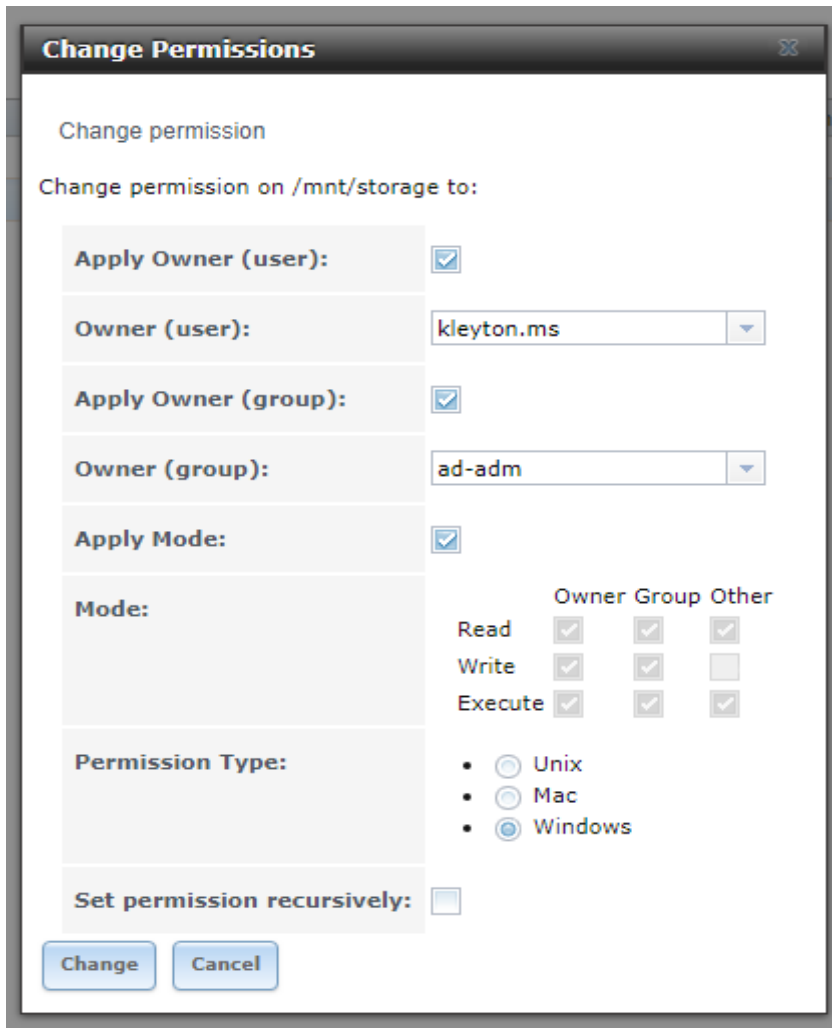 Change Permissions
Change permission
Change permission on /mnt/storage to:
Apply Owner (user):
Owner (user): kleyton.ms
Apply Owner (group):
Owner (group): ad-adm
Apply Mode:
Mode:
Owner Group Other
Read
Write
Execute
Permission Type:
Unix
Mac
Windows
Set permission recursively:
Change Cancel